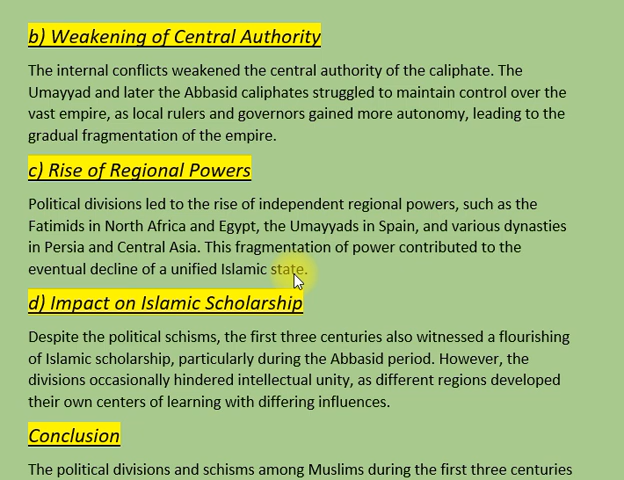 b) Weakening of Central Authority
The internal conflicts weakened the central authority of the caliphate. The
Umayyad and later the Abbasid caliphates struggled to maintain control over the
vast empire, as local rulers and governors gained more autonomy, leading to the
gradual fragmentation of the empire.
c) Rise of Regional Powers
Political divisions led to the rise of independent regional powers, such as the
Fatimids in North Africa and Egypt, the Umayyads in Spain, and various dynasties
in Persia and Central Asia. This fragmentation of power contributed to the
eventual decline of a unified Islamic state.
d) Impact on Islamic Scholarship
Despite the political schisms, the first three centuries also witnessed a flourishing
of Islamic scholarship, particularly during the Abbasid period. However, the
divisions occasionally hindered intellectual unity, as different regions developed
their own centers of learning with differing influences.
Conclusion
The political divisions and schisms among Muslims during the first three centuries